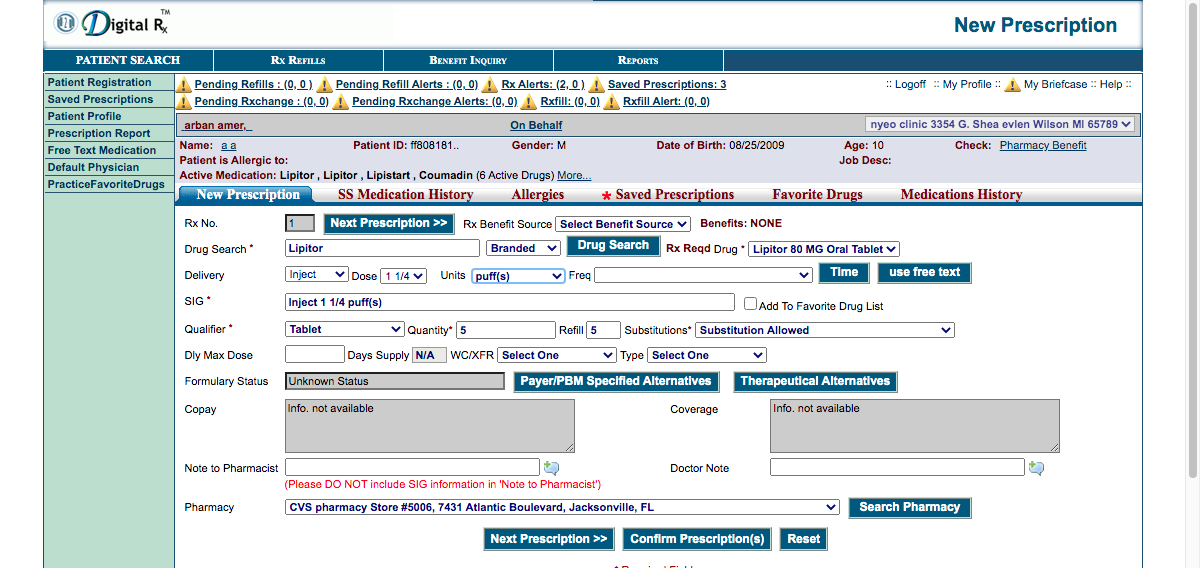 Digital Rx TM
New Prescription
PATIENT SEARCH RX REFILLS BENEFIT INQUIRY REPORTS
Patient Registration
Saved Prescriptions
Patient Profile
Prescription Report
Free Text Medication
Default Physician
PracticeFavoriteDrugs
Pending Refills : (0, 0 ) Pending Refill Alerts : (0, 0) Rx Alerts: (2, 0 ) Saved Prescriptions: 3 :: Logoff :: My Profile :: My Briefcase :: Help ::
Pending Rxchange : (0, 0) Pending Rxchange Alerts: (0, 0) Rxfill: (0, 0) Rxfill Alert: (0, 0)
arban amer, On Behalf nyeo clinic 3354 G. Shea evlen Wilson MI 65789
Name: a a Patient ID: ff808181.. Gender: M Date of Birth: 08/25/2009 Age: 10 Check: Pharmacy Benefit
Patient is Allergic to: Job Desc:
Active Medication: Lipitor , Lipitor , Lipistart , Coumadin (6 Active Drugs) More...
New Prescription SS Medication History Allergies * Saved Prescriptions Favorite Drugs Medications History
Rx No. 1 Next Prescription >> Rx Benefit Source Select Benefit Source Benefits: NONE
Drug Search * Lipitor Branded Drug Search Rx Reqd Drug * Lipitor 80 MG Oral Tablet
Delivery Inject Dose 1 1/4 Units puff(s) Freq Time use free text
SIG * Inject 1 1/4 puff(s) Add To Favorite Drug List
Qualifier * Tablet Quantity* 5 Refill 5 Substitutions* Substitution Allowed
Dly Max Dose Days Supply N/A WC/XFR Select One Type Select One
Formulary Status Unknown Status Payer/PBM Specified Alternatives Therapeutical Alternatives
Copay Info. not available Coverage Info. not available
Note to Pharmacist Doctor Note
(Please DO NOT include SIG information in 'Note to Pharmacist')
Pharmacy CVS pharmacy Store #5006, 7431 Atlantic Boulevard, Jacksonville, FL Search Pharmacy
Next Prescription >> Confirm Prescription(s) Reset